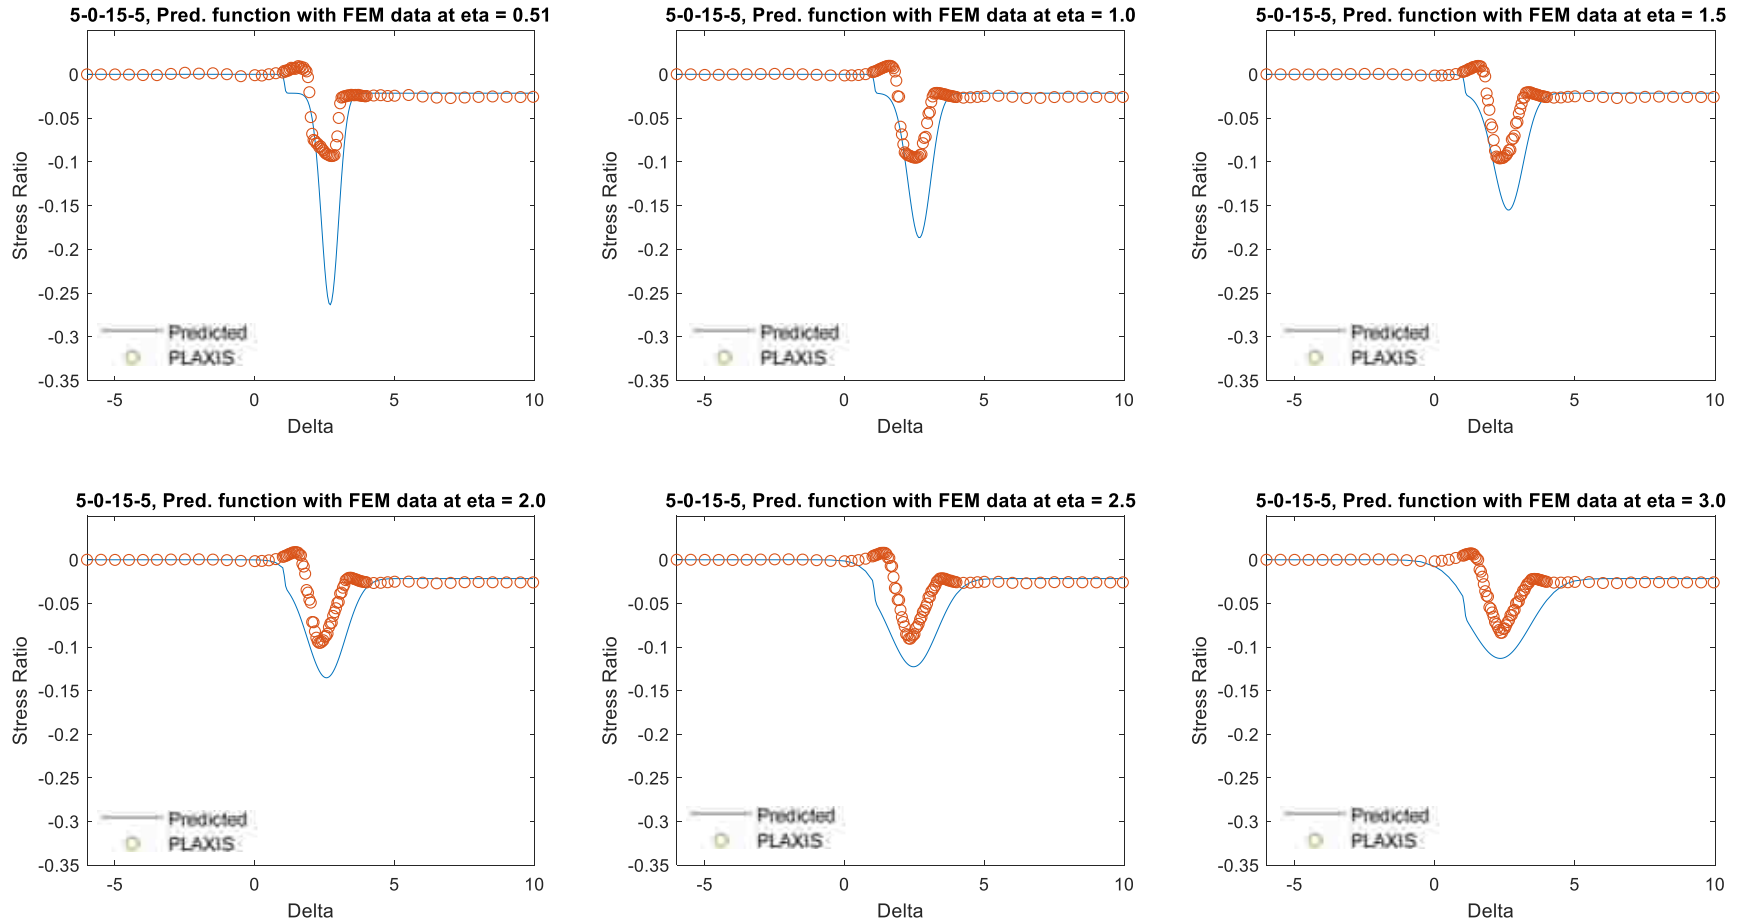 5-0-15-5, Pred. function with FEM data at eta = 0.51
0
-0.05
-0.1
-0.15
-0.2
-0.25
-0.3
-0.35
Stress Ratio
Predicted
PLAXIS
-5 0 5 10
Delta
5-0-15-5, Pred. function with FEM data at eta = 1.0
0
-0.05
-0.1
-0.15
-0.2
-0.25
-0.3
-0.35
Stress Ratio
Predicted
PLAXIS
-5 0 5 10
Delta
5-0-15-5, Pred. function with FEM data at eta = 1.5
0
-0.05
-0.1
-0.15
-0.2
-0.25
-0.3
-0.35
Stress Ratio
Predicted
PLAXIS
-5 0 5 10
Delta
5-0-15-5, Pred. function with FEM data at eta = 2.0
0
-0.05
-0.1
-0.15
-0.2
-0.25
-0.3
-0.35
Stress Ratio
Predicted
PLAXIS
-5 0 5 10
Delta
5-0-15-5, Pred. function with FEM data at eta = 2.5
0
-0.05
-0.1
-0.15
-0.2
-0.25
-0.3
-0.35
Stress Ratio
Predicted
PLAXIS
-5 0 5 10
Delta
5-0-15-5, Pred. function with FEM data at eta = 3.0
0
-0.05
-0.1
-0.15
-0.2
-0.25
-0.3
-0.35
Stress Ratio
Predicted
PLAXIS
-5 0 5 10
Delta